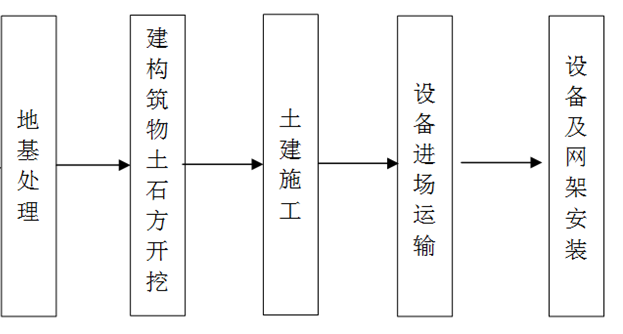 地基处理
建构筑物土石方开挖
土建施工
设备进场运输
设备及网架安装